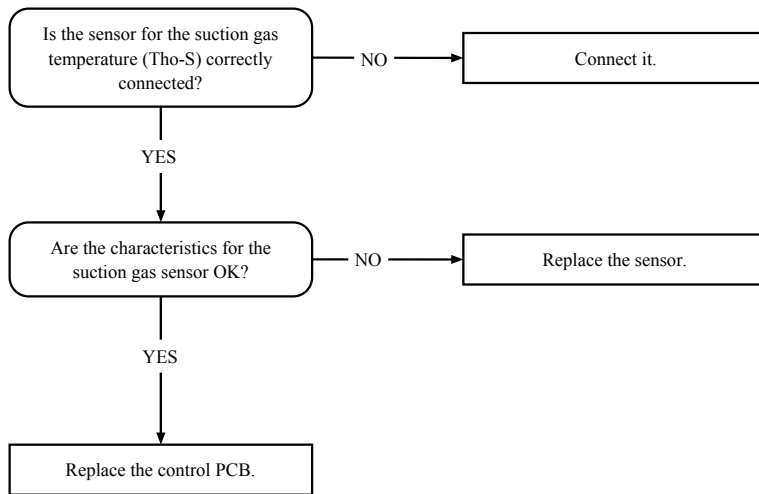 Is the sensor for the suction gas
temperature (Tho-S) correctly
connected?
NO
Connect it.
YES
Are the characteristics for the
suction gas sensor OK?
NO
Replace the sensor.
YES
Replace the control PCB.